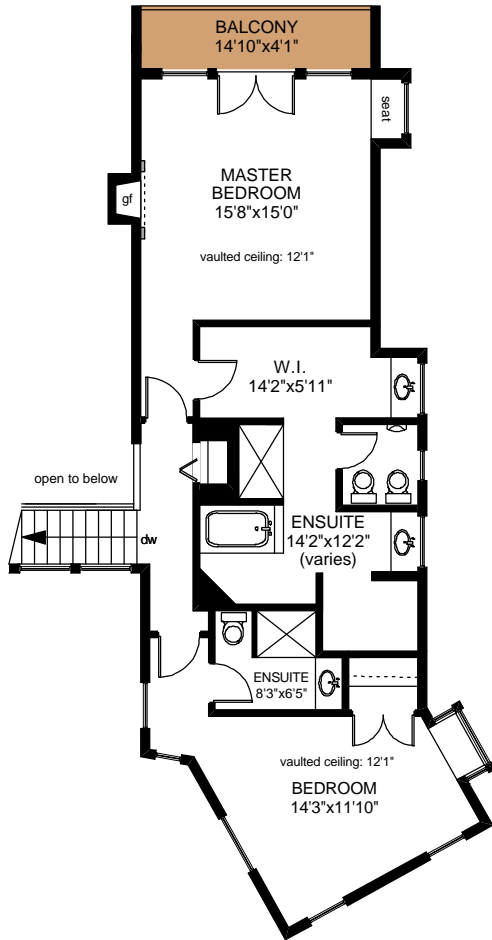 BALCONY
14'10"x4'1"
seat
MASTER
BEDROOM
15'8"x15'0"
gf
vaulted ceiling: 12'1"
W.I.
14'2"x5'11"
open to below
ENSUITE
14'2"x12'2"
(varies)
dw
ENSUITE
8'3"x6'5"
vaulted ceiling: 12'1"
BEDROOM
14'3"x11'10"